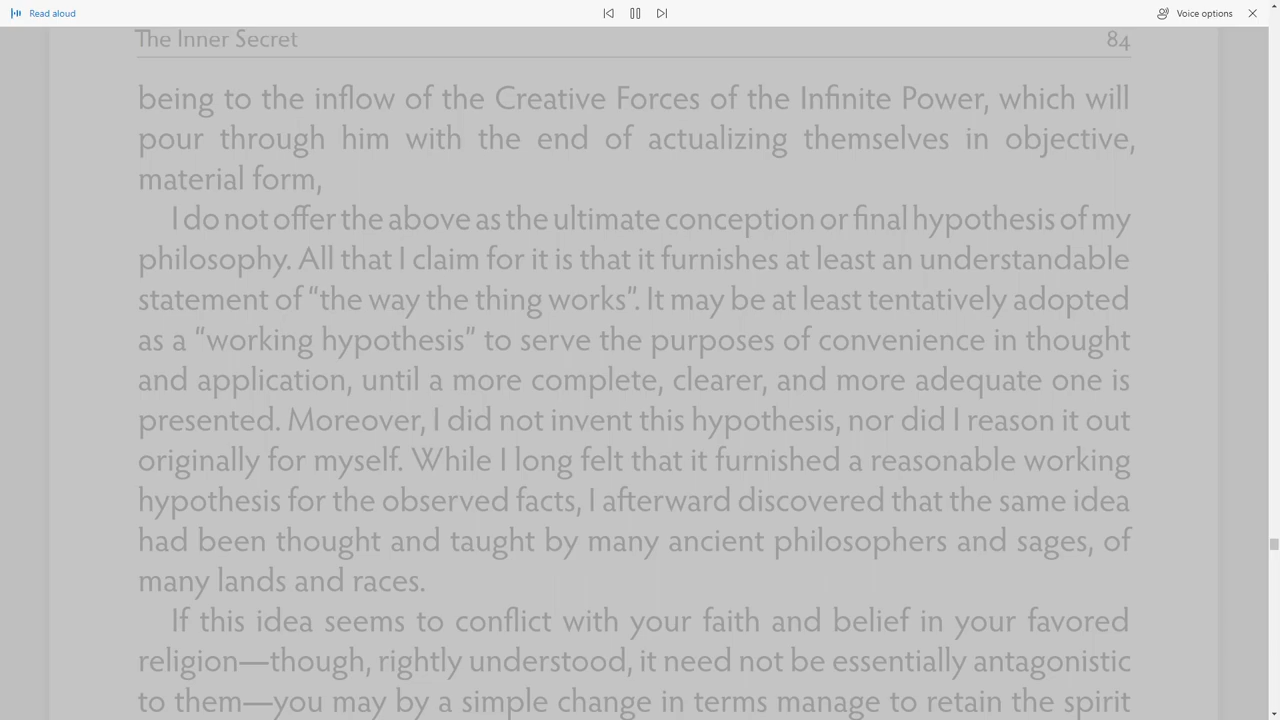 Read aloud
Voice options
The Inner Secret 84
being to the inflow of the Creative Forces of the Infinite Power, which will
pour through him with the end of actualizing themselves in objective,
material form,
I do not offer the above as the ultimate conception or final hypothesis of my
philosophy. All that I claim for it is that it furnishes at least an understandable
statement of “the way the thing works”. It may be at least tentatively adopted
as a “working hypothesis” to serve the purposes of convenience in thought
and application, until a more complete, clearer, and more adequate one is
presented. Moreover, I did not invent this hypothesis, nor did I reason it out
originally for myself. While I long felt that it furnished a reasonable working
hypothesis for the observed facts, I afterward discovered that the same idea
had been thought and taught by many ancient philosophers and sages, of
many lands and races.
If this idea seems to conflict with your faith and belief in your favored
religion—though, rightly understood, it need not be essentially antagonistic
to them—you may by a simple change in terms manage to retain the spirit